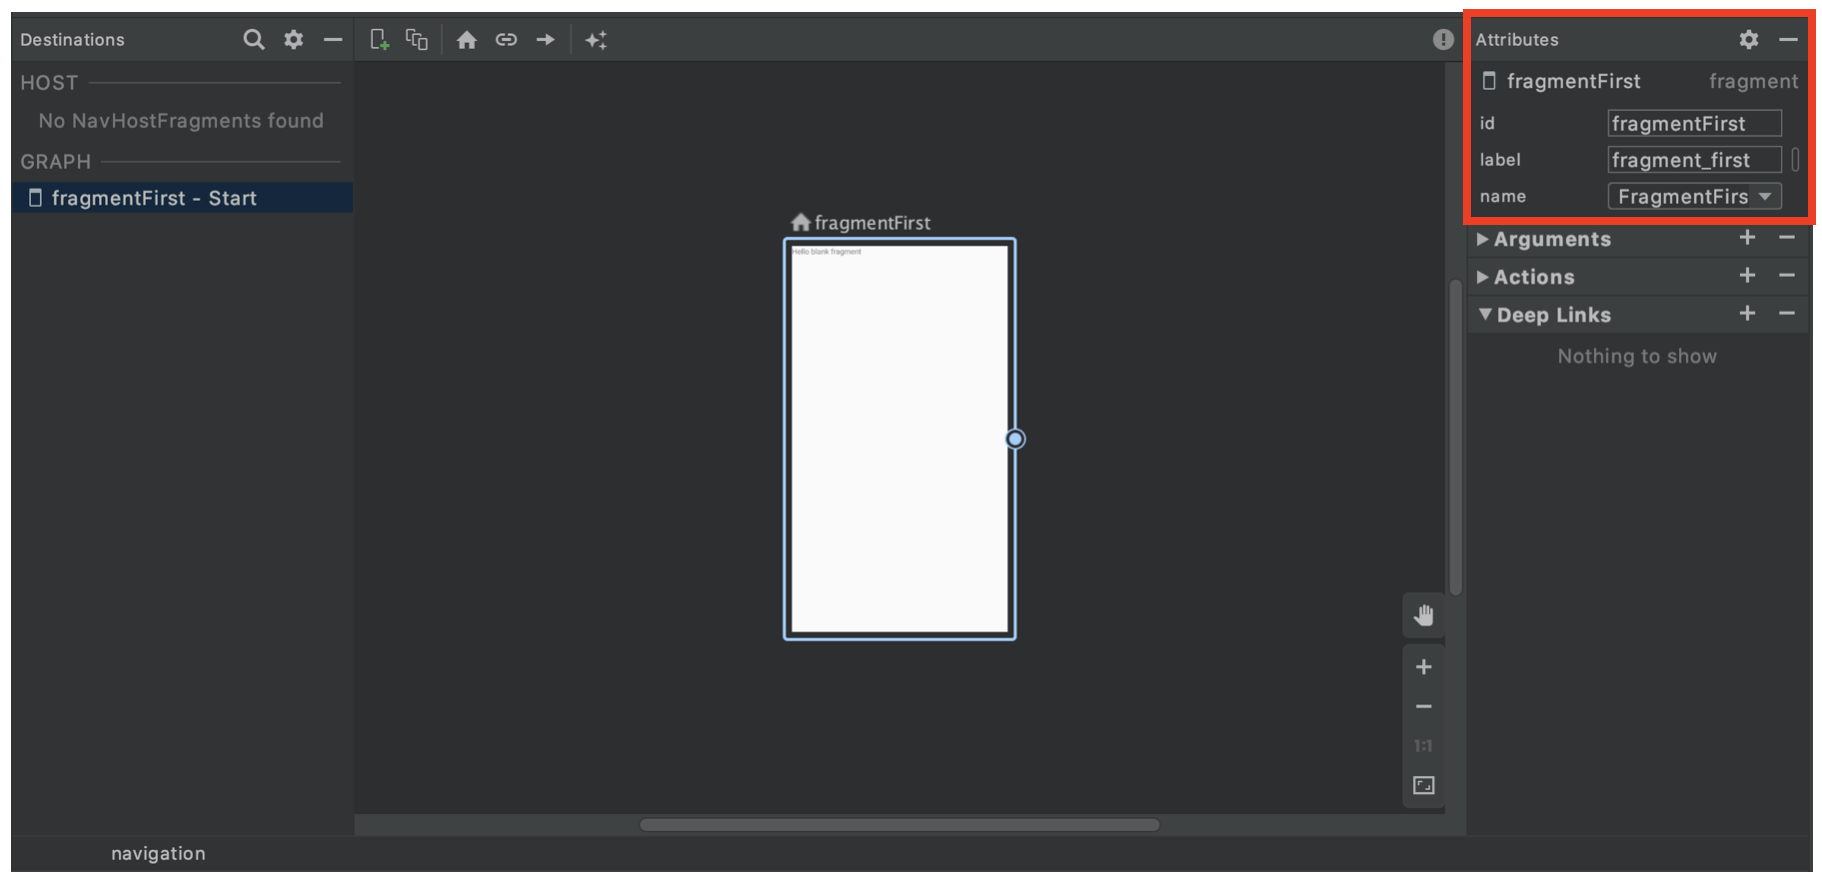 Destinations
HOST
No NavHostFragments found
GRAPH
fragmentFirst - Start
fragmentFirst
Hello blank fragment
1:1
Attributes
fragmentFirst fragment
id fragmentFirst
label fragment_first
name FragmentFirs
Arguments
Actions
Deep Links
Nothing to show
navigation